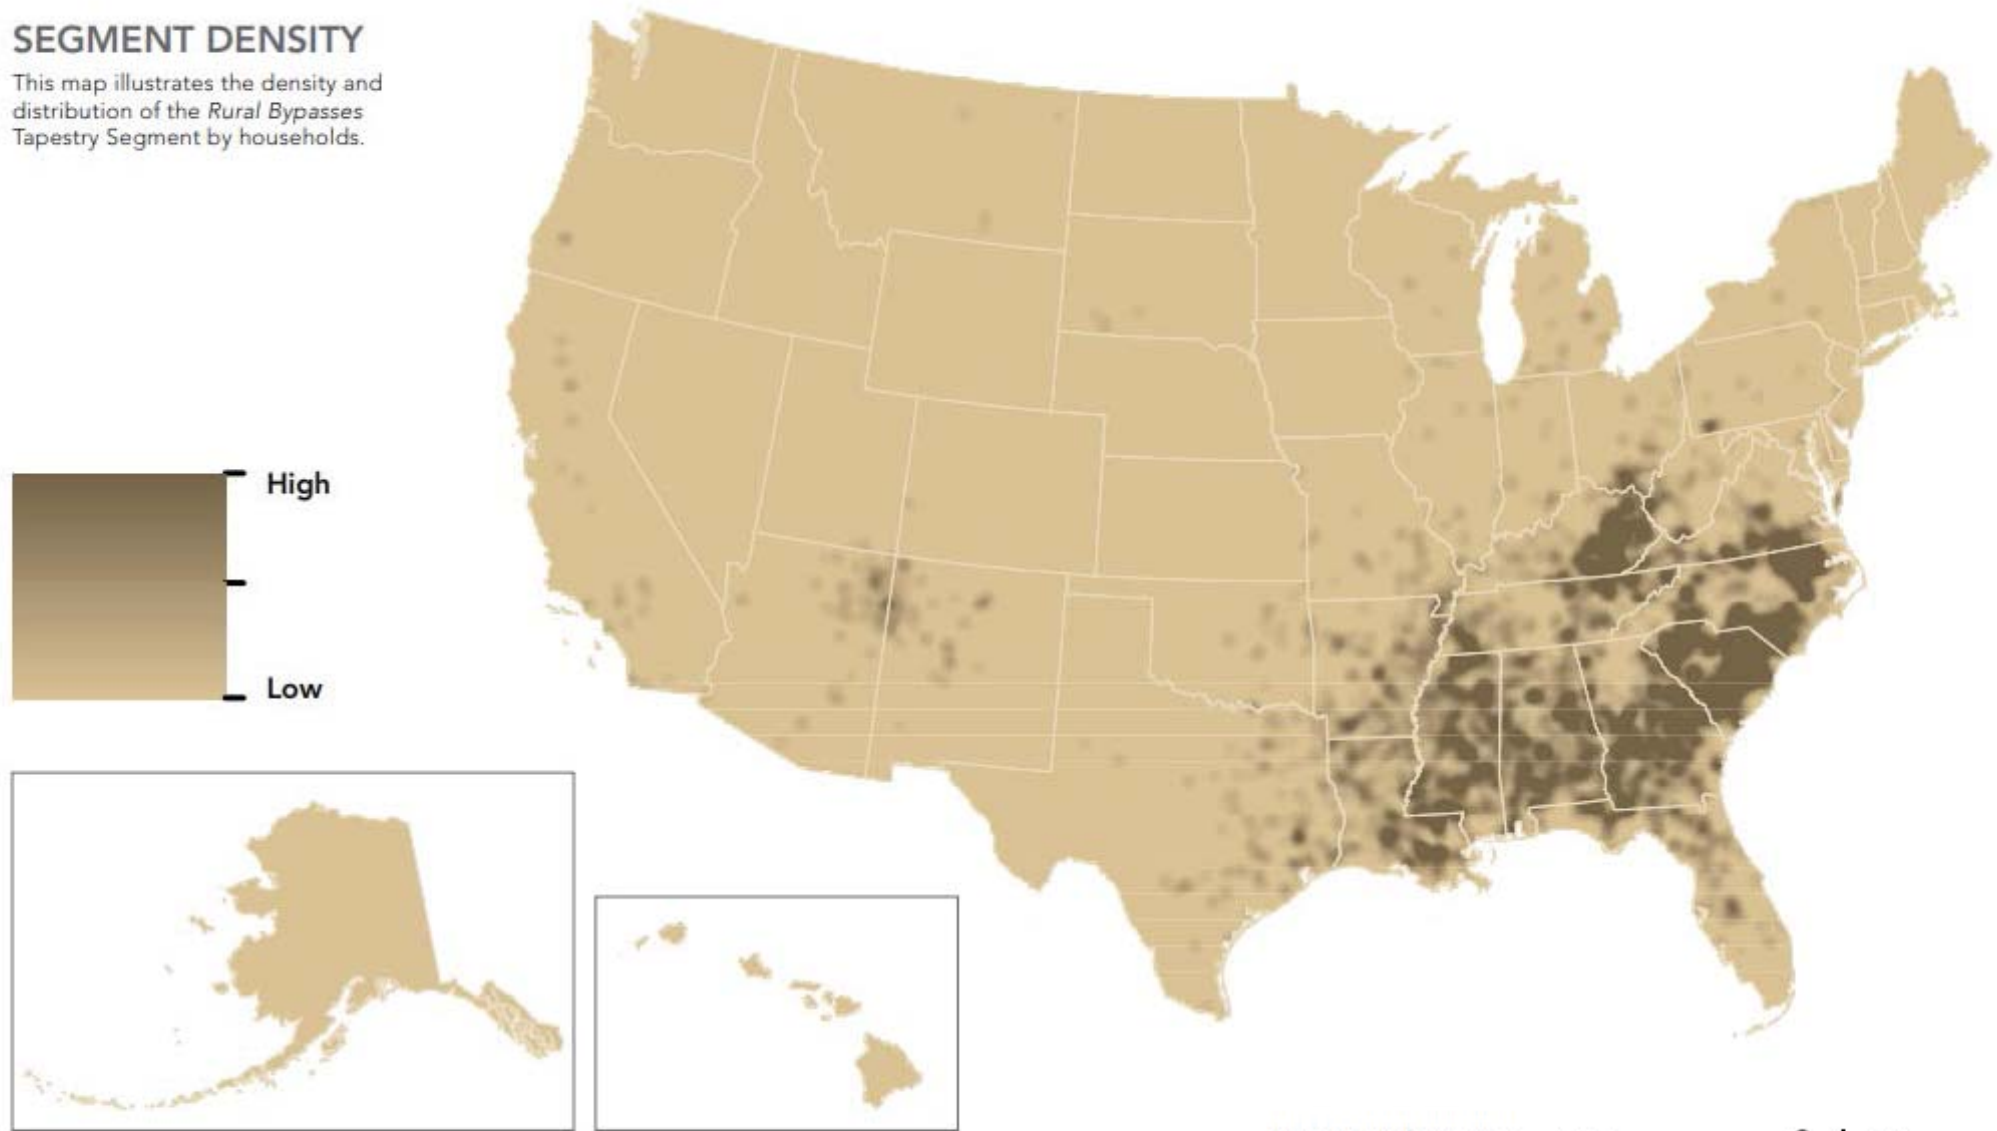 SEGMENT DENSITY
This map illustrates the density and
distribution of the Rural Bypasses
Tapestry Segment by households.
High
Low